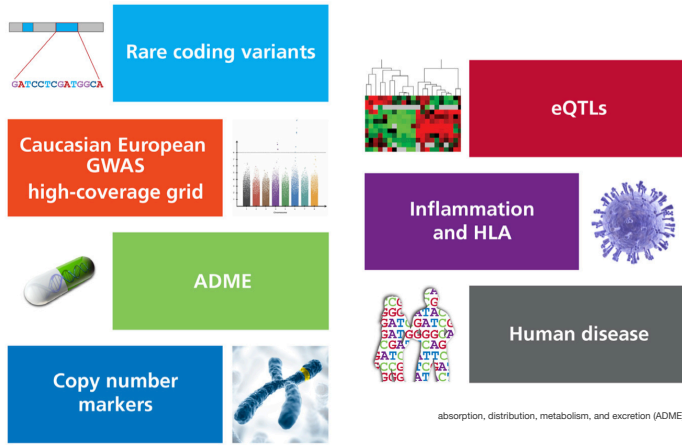 Rare coding variants
GATCCTCGATGGCA
Caucasian European
GWAS
high-coverage grid
ADME
Copy number
markers
eQTLs
Inflammation
and HLA
Human disease
absorption, distribution, metabolism, and excretion (ADME